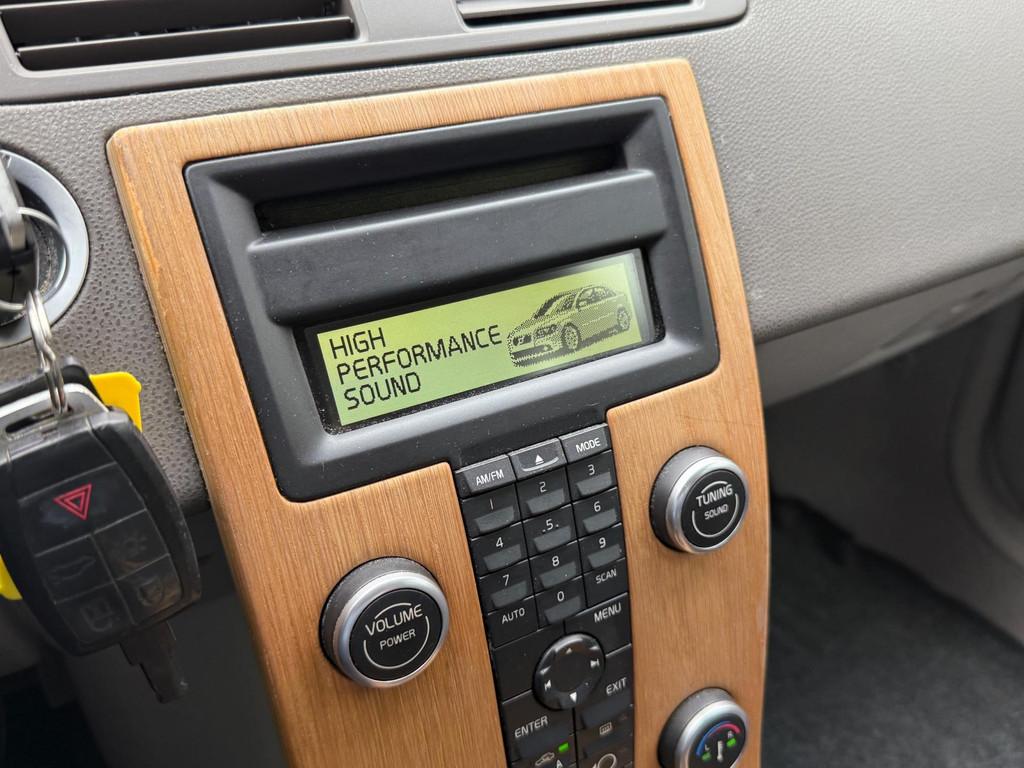 HIGH
PERFORMANCE
SOUND
AM/FM
MODE
1
2
3
4
.5.
6
7
8
9
AUTO
0
SCAN
MENU
ENTER
EXIT
VOLUME
POWER
TUNING
SOUND
L R
A